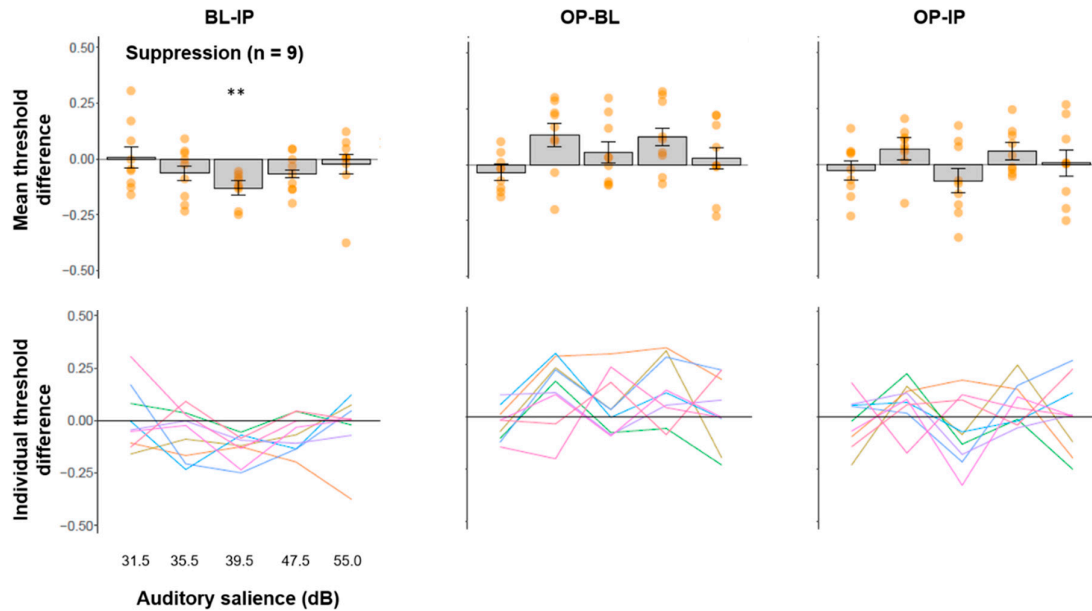 BL-IP
OP-BL
OP-IP
Suppression (n = 9)
**
Mean threshold
difference
0.50
0.25
0.00
−0.25
−0.50
Individual threshold
difference
0.50
0.25
0.00
−0.25
−0.50
31.5 35.5 39.5 47.5 55.0
Auditory salience (dB)